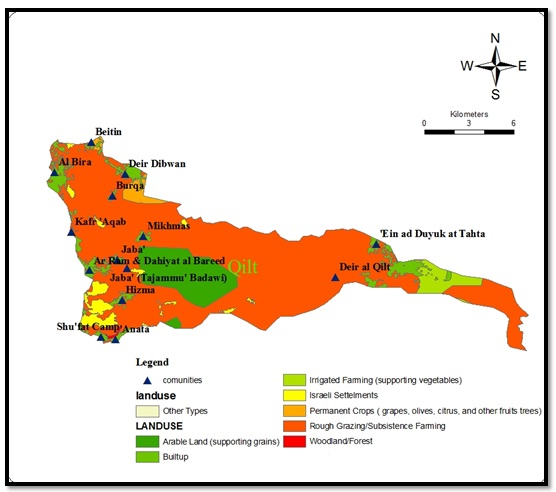 N
W E
S
Kilometers
0 3 6
Beitin
Al Bira
Deir Dibwan
Burqa
Kafr 'Aqab
Mikhmas
'Ein ad Duyuk at Tahta
Jaba'
Ar Ram & Dahiyat al Bareed
Qilt
Deir al Qilt
Jaba' (Tajammu' Badawi)
Hizma
Shu'fat Camp
'Anata
Legend
comunities
landuse
Other Types
LANDUSE
Arable Land (supporting grains)
Builtup
Irrigated Farming (supporting vegetables)
Israeli Settelments
Permanent Crops ( grapes, olives, citrus, and other fruits trees)
Rough Grazing/Subsistence Farming
Woodland/Forest